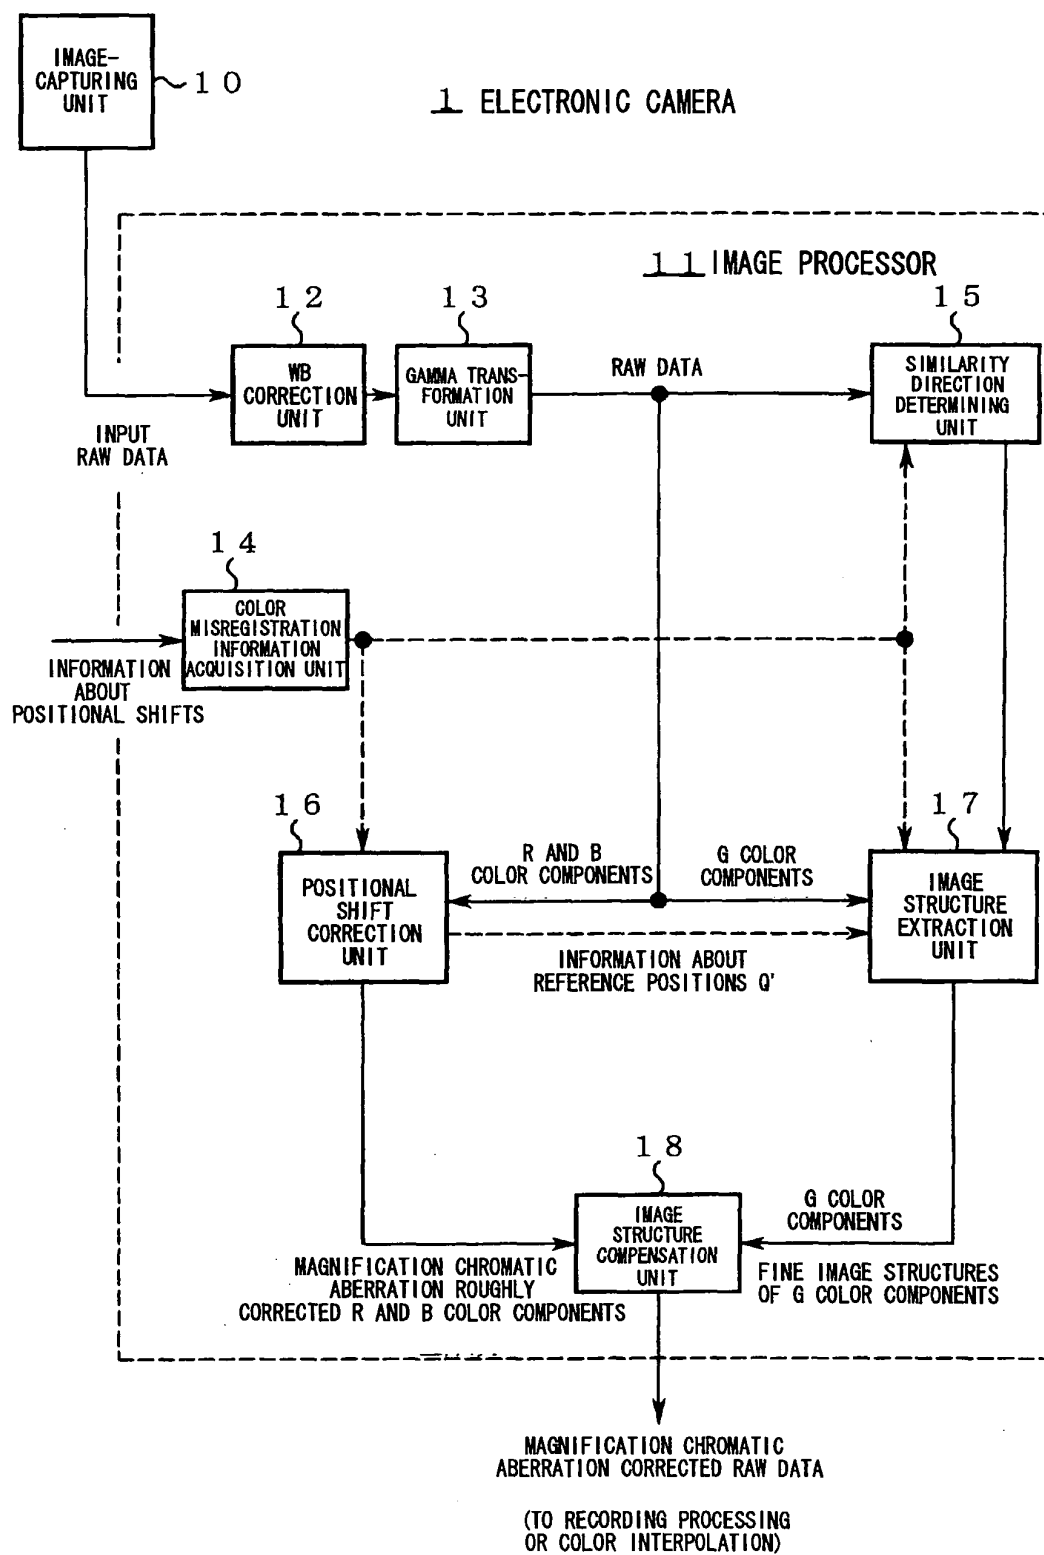 IMAGE-
CAPTURING
UNIT
10
1 ELECTRONIC CAMERA
11 IMAGE PROCESSOR
12
13
15
WB
CORRECTION
UNIT
GAMMA TRANS-
FORMATION
UNIT
RAW DATA
SIMILARITY
DIRECTION
DETERMINING
UNIT
INPUT
RAW DATA
14
COLOR
MISREGISTRATION
INFORMATION
ACQUISITION UNIT
INFORMATION
ABOUT
POSITIONAL SHIFTS
16
17
R AND B
COLOR COMPONENTS
G COLOR
COMPONENTS
POSITIONAL
SHIFT
CORRECTION
UNIT
IMAGE
STRUCTURE
EXTRACTION
UNIT
INFORMATION ABOUT
REFERENCE POSITIONS Q'
18
IMAGE
STRUCTURE
COMPENSATION
UNIT
G COLOR
COMPONENTS
MAGNIFICATION CHROMATIC
ABERRATION ROUGHLY
CORRECTED R AND B COLOR COMPONENTS
FINE IMAGE STRUCTURES
OF G COLOR COMPONENTS
MAGNIFICATION CHROMATIC
ABERRATION CORRECTED RAW DATA
(TO RECORDING PROCESSING
OR COLOR INTERPOLATION)